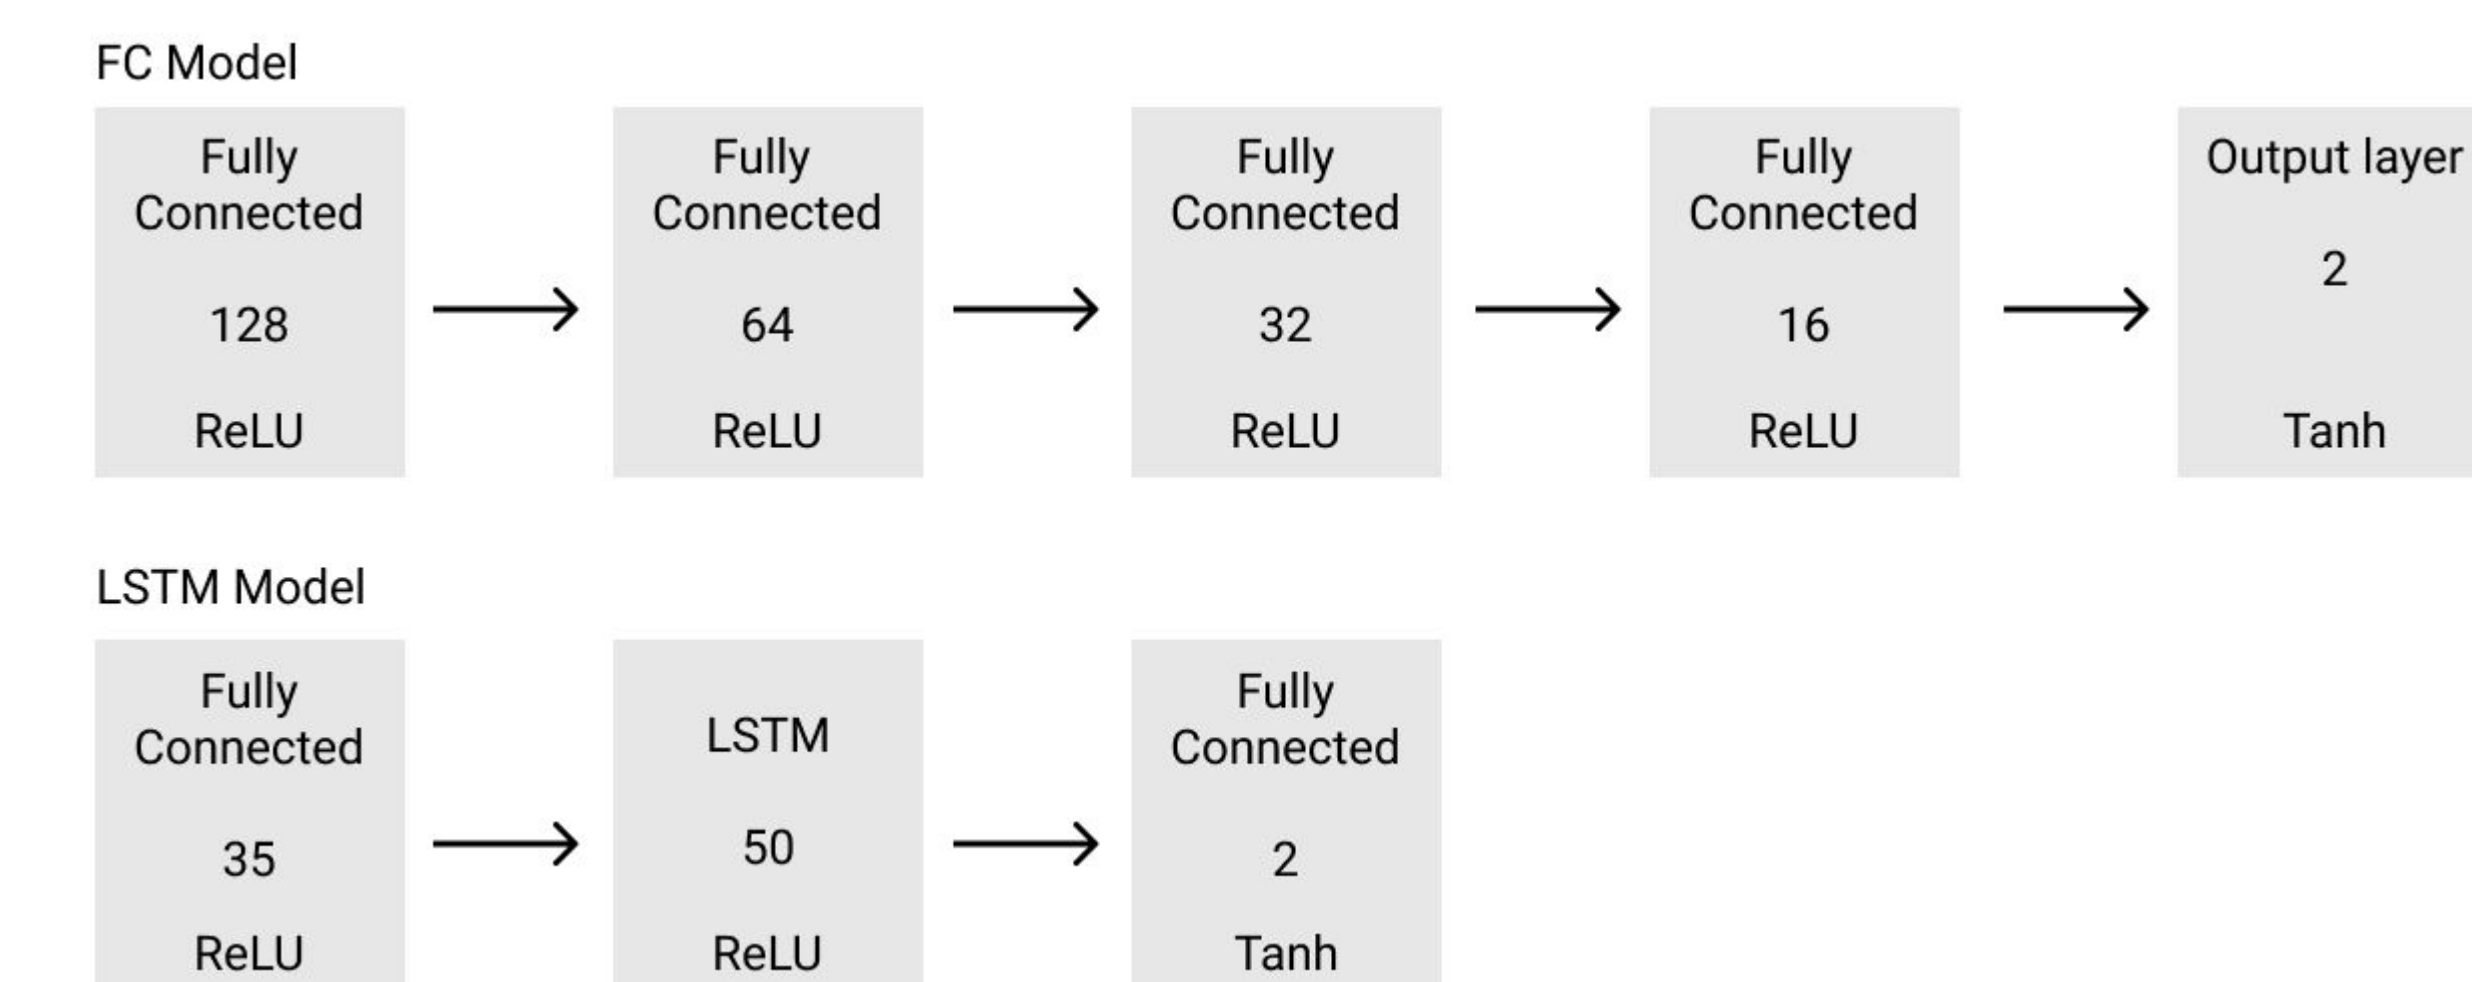 FC Model
Fully
Connected
128
ReLU
Fully
Connected
64
ReLU
Fully
Connected
32
ReLU
Fully
Connected
16
ReLU
Output layer
2
Tanh
LSTM Model
Fully
Connected
35
ReLU
LSTM
50
ReLU
Fully
Connected
2
Tanh